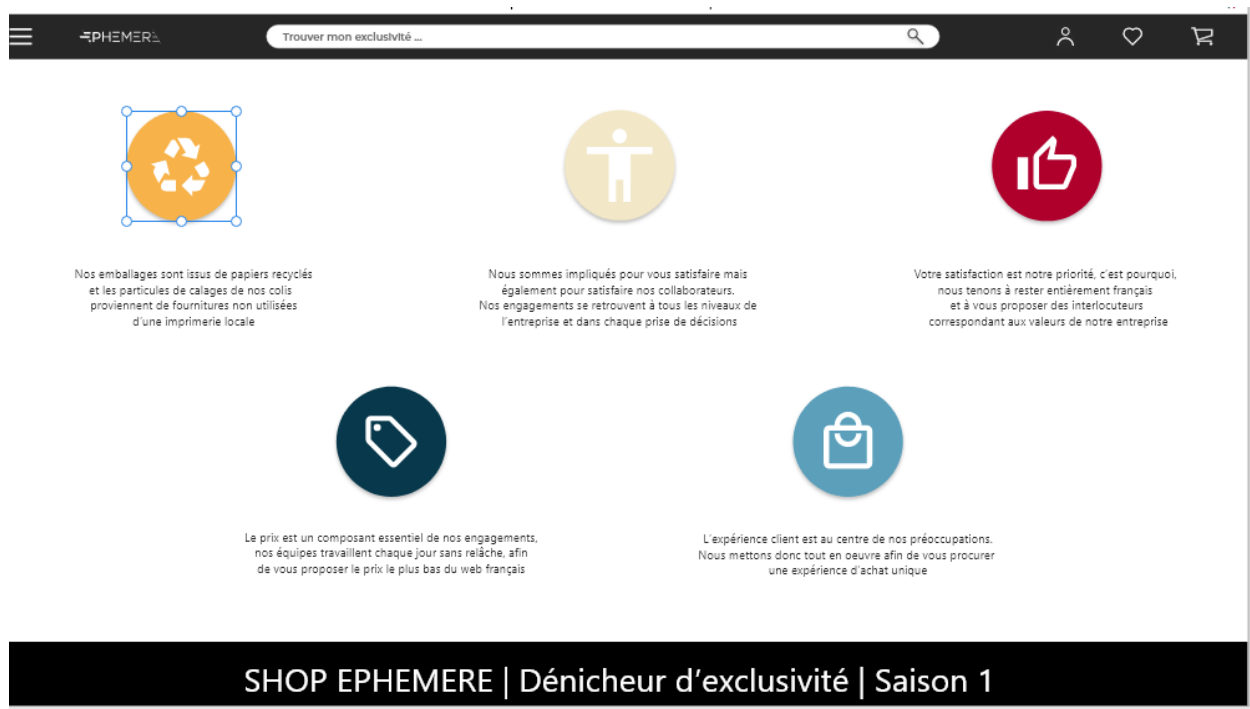 EPHEMERE
Trouver mon exclusivité ...
Nos emballages sont issus de papiers recyclés
et les particules de calages de nos colis
proviennent de fournitures non utilisées
d'une imprimerie locale
Nous sommes impliqués pour vous satisfaire mais
également pour satisfaire nos collaborateurs.
Nos engagements se retrouvent à tous les niveaux de
l'entreprise et dans chaque prise de décisions
Votre satisfaction est notre priorité, c'est pourquoi,
nous tenons à rester entièrement français
et à vous proposer des interlocuteurs
correspondant aux valeurs de notre entreprise
Le prix est un composant essentiel de nos engagements,
nos équipes travaillent chaque jour sans relâche, afin
de vous proposer le prix le plus bas du web français
L'expérience client est au centre de nos préoccupations.
Nous mettons donc tout en oeuvre afin de vous procurer
une expérience d'achat unique
SHOP EPHEMERE | Dénicheur d'exclusivité | Saison 1